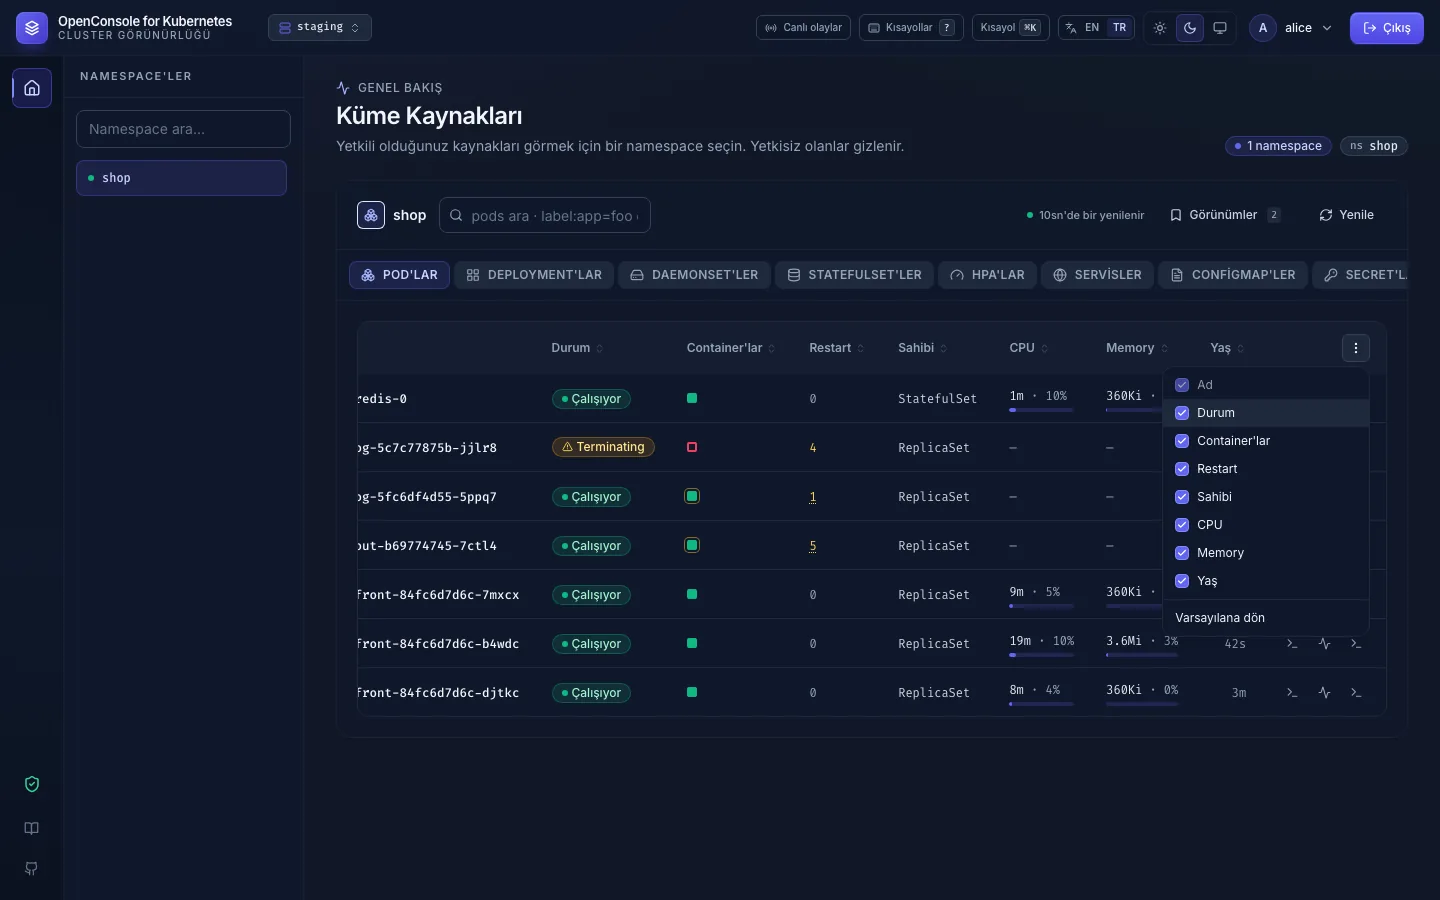 OpenConsole for Kubernetes
CLUSTER GÖRÜNÜRLÜĞÜ
staging
Canlı olaylar
Kısayollar ?
Kısayol ⌘K
EN TR
A alice
Çıkış
NAMESPACE'LER
Namespace ara...
shop
GENEL BAKIŞ
Küme Kaynakları
Yetkili olduğunuz kaynakları görmek için bir namespace seçin. Yetkisiz olanlar gizlenir.
1 namespace
ns shop
shop
pods ara · label:app=foo
10sn'de bir yenilenir
Görünümler 2
Yenile
POD'LAR
DEPLOYMENT'LAR
DAEMONSET'LER
STATEFULSET'LER
HPA'LAR
SERVİSLER
CONFİGMAP'LER
SECRET'L
Durum Container'lar Restart Sahibi CPU Memory Yaş
redis-0 Çalışıyor 0 StatefulSet 1m · 10% 360Ki ·
og-5c7c77875b-jjlr8 Terminating 4 ReplicaSet — —
og-5fc6df4d55-5ppq7 Çalışıyor 1 ReplicaSet — —
out-b69774745-7ctl4 Çalışıyor 5 ReplicaSet — —
front-84fc6d7d6c-7mxcx Çalışıyor 0 ReplicaSet 9m · 5% 360Ki ·
front-84fc6d7d6c-b4wdc Çalışıyor 0 ReplicaSet 19m · 10% 3.6Mi · 3% 42s
front-84fc6d7d6c-djtkc Çalışıyor 0 ReplicaSet 8m · 4% 360Ki · 0% 3m
Ad
Durum
Container'lar
Restart
Sahibi
CPU
Memory
Yaş
Varsayılana dön